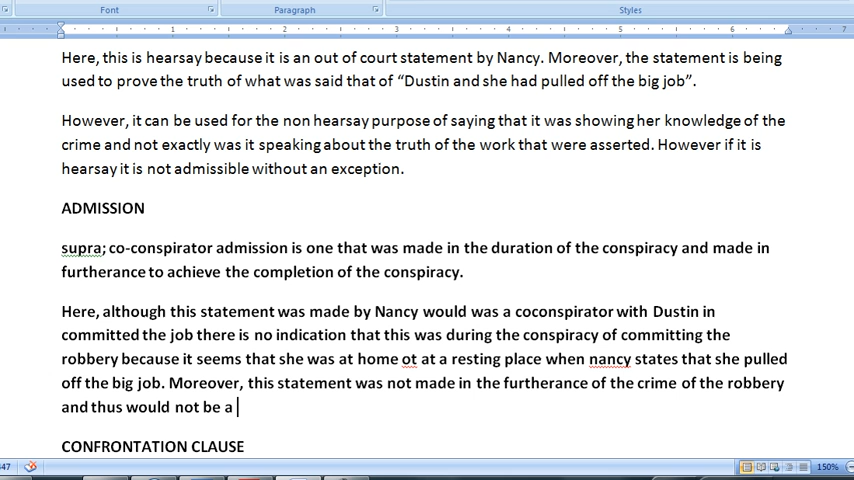 Font Paragraph Styles
1 2 3 4 5 6 7
Here, this is hearsay because it is an out of court statement by Nancy. Moreover, the statement is being
used to prove the truth of what was said that of “Dustin and she had pulled off the big job”.
However, it can be used for the non hearsay purpose of saying that it was showing her knowledge of the
crime and not exactly was it speaking about the truth of the work that were asserted. However if it is
hearsay it is not admissible without an exception.
ADMISSION
supra; co-conspirator admission is one that was made in the duration of the conspiracy and made in
furtherance to achieve the completion of the conspiracy.
Here, although this statement was made by Nancy would was a coconspirator with Dustin in
committed the job there is no indication that this was during the conspiracy of committing the
robbery because it seems that she was at home ot at a resting place when nancy states that she pulled
off the big job. Moreover, this statement was not made in the furtherance of the crime of the robbery
and thus would not be a
CONFRONTATION CLAUSE
447 150%